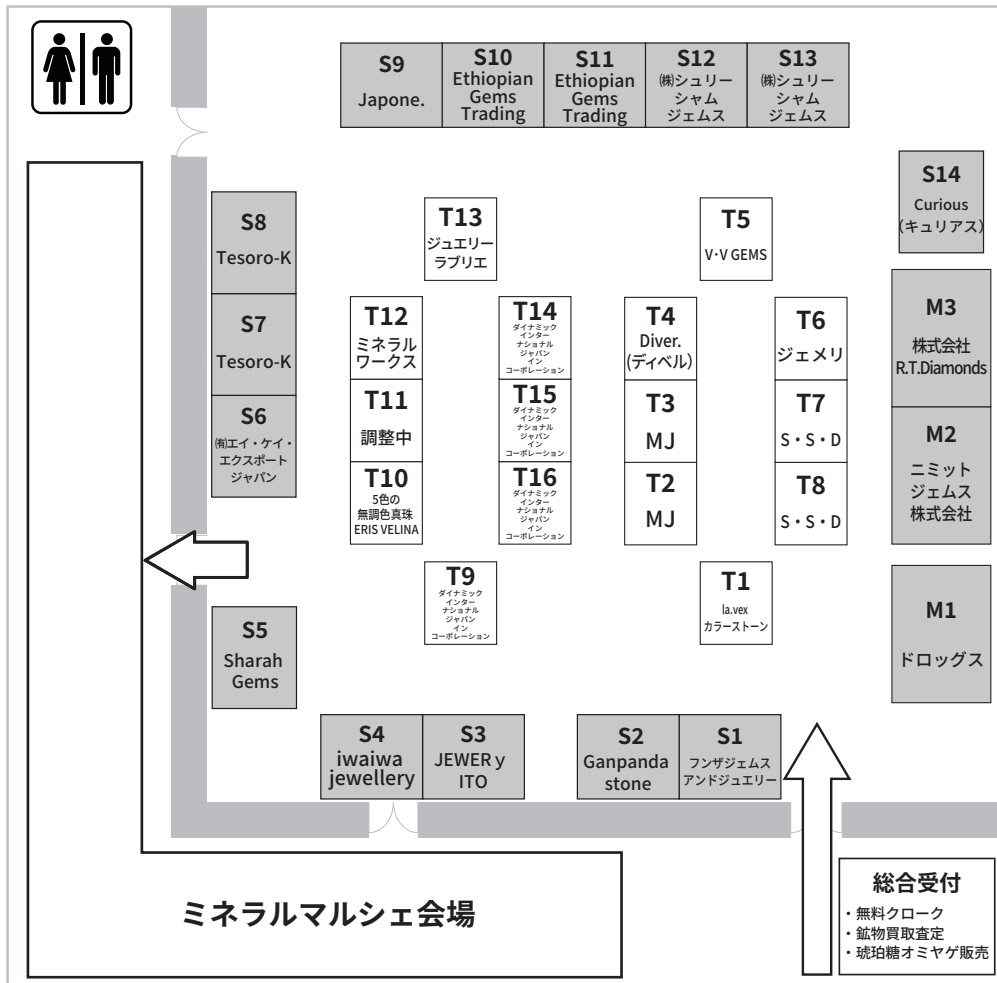 S9
Japone.
S10
Ethiopian
Gems
Trading
S11
Ethiopian
Gems
Trading
S12
㈱シュリー
シャム
ジェムス
S13
㈱シュリー
シャム
ジェムス
S14
Curious
(キュリアス)
S8
Tesoro-K
S7
Tesoro-K
S6
㈲エイ・ケイ・
エクスポート
ジャパン
T13
ジュエリー
ラブリエ
T5
V・V GEMS
T12
ミネラル
ワークス
T11
調整中
T10
5色の
無調色真珠
ERIS VELINA
T14
ダイナミック
インター
ナショナル
ジャパン
イン
コーポレーション
T15
ダイナミック
インター
ナショナル
ジャパン
イン
コーポレーション
T16
ダイナミック
インター
ナショナル
ジャパン
イン
コーポレーション
T4
Diver.
(ディベル)
T3
MJ
T2
MJ
T6
ジェメリ
T7
S・S・D
T8
S・S・D
M3
株式会社
R.T.Diamonds
M2
ニミット
ジェムス
株式会社
T9
ダイナミック
インター
ナショナル
ジャパン
イン
コーポレーション
T1
la.vex
カラーストーン
M1
ドロッグス
S5
Sharah
Gems
S4
iwaiwa
jewellery
S3
JEWERy
ITO
S2
Ganpanda
stone
S1
フンザジェムス
アンドジュエリー
ミネラルマルシェ会場
総合受付
・無料クローク
・鉱物買取査定
・琥珀糖オミヤゲ販売